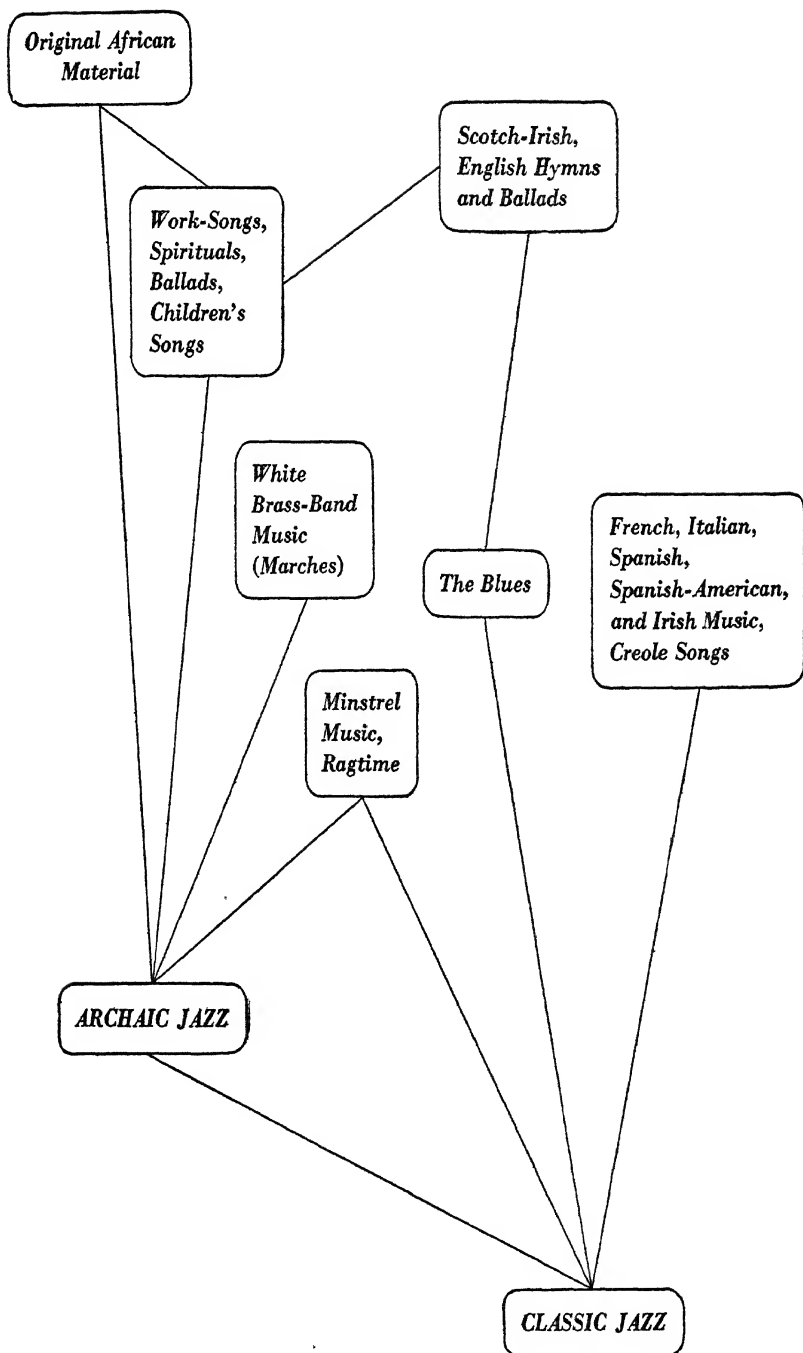 Original African
Material
Scotch-Irish,
English Hymns
and Ballads
Work-Songs,
Spirituals,
Ballads,
Children's
Songs
White
Brass-Band
Music
(Marches)
French, Italian,
Spanish,
Spanish-American,
and Irish Music,
Creole Songs
The Blues
Minstrel
Music,
Ragtime
ARCHAIC JAZZ
CLASSIC JAZZ